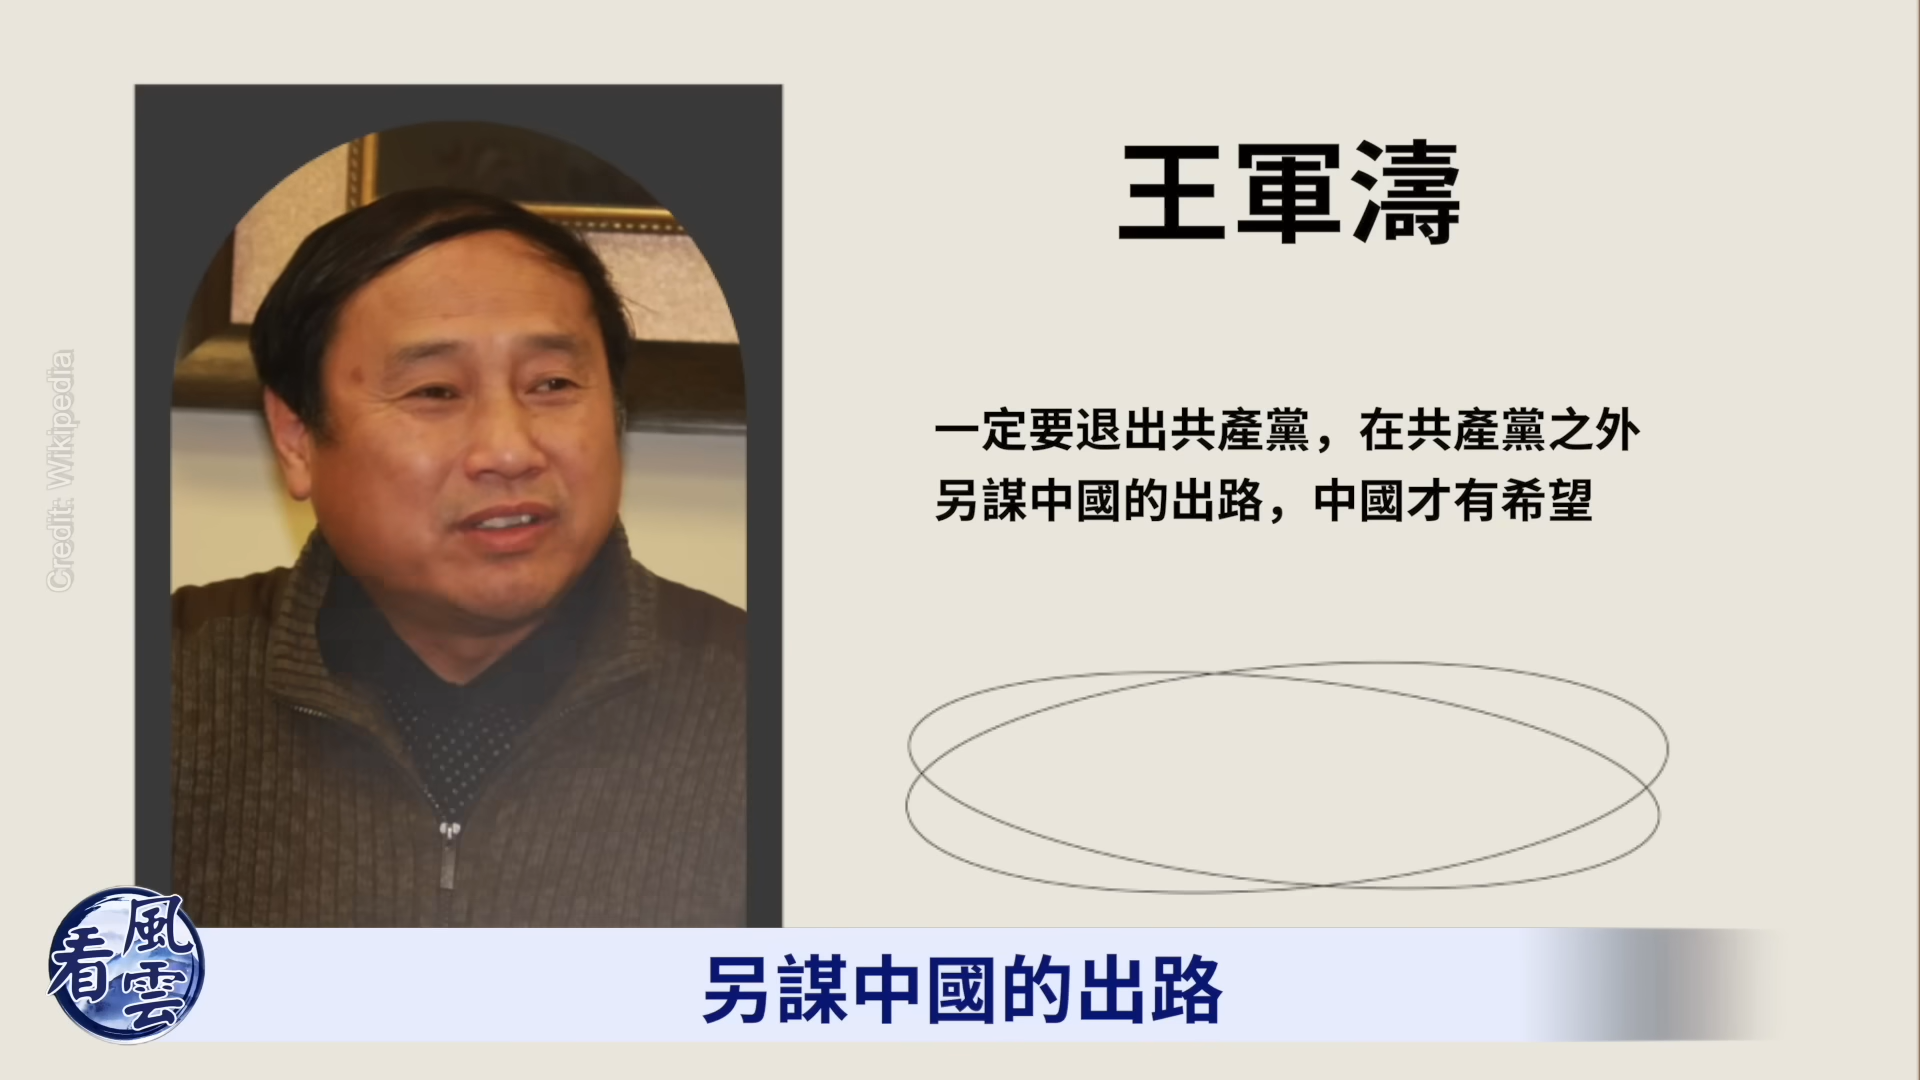 王軍濤
一定要退出共產黨，在共產黨之外
另謀中國的出路，中國才有希望
Credit: Wikipedia
看風雲
另謀中國的出路